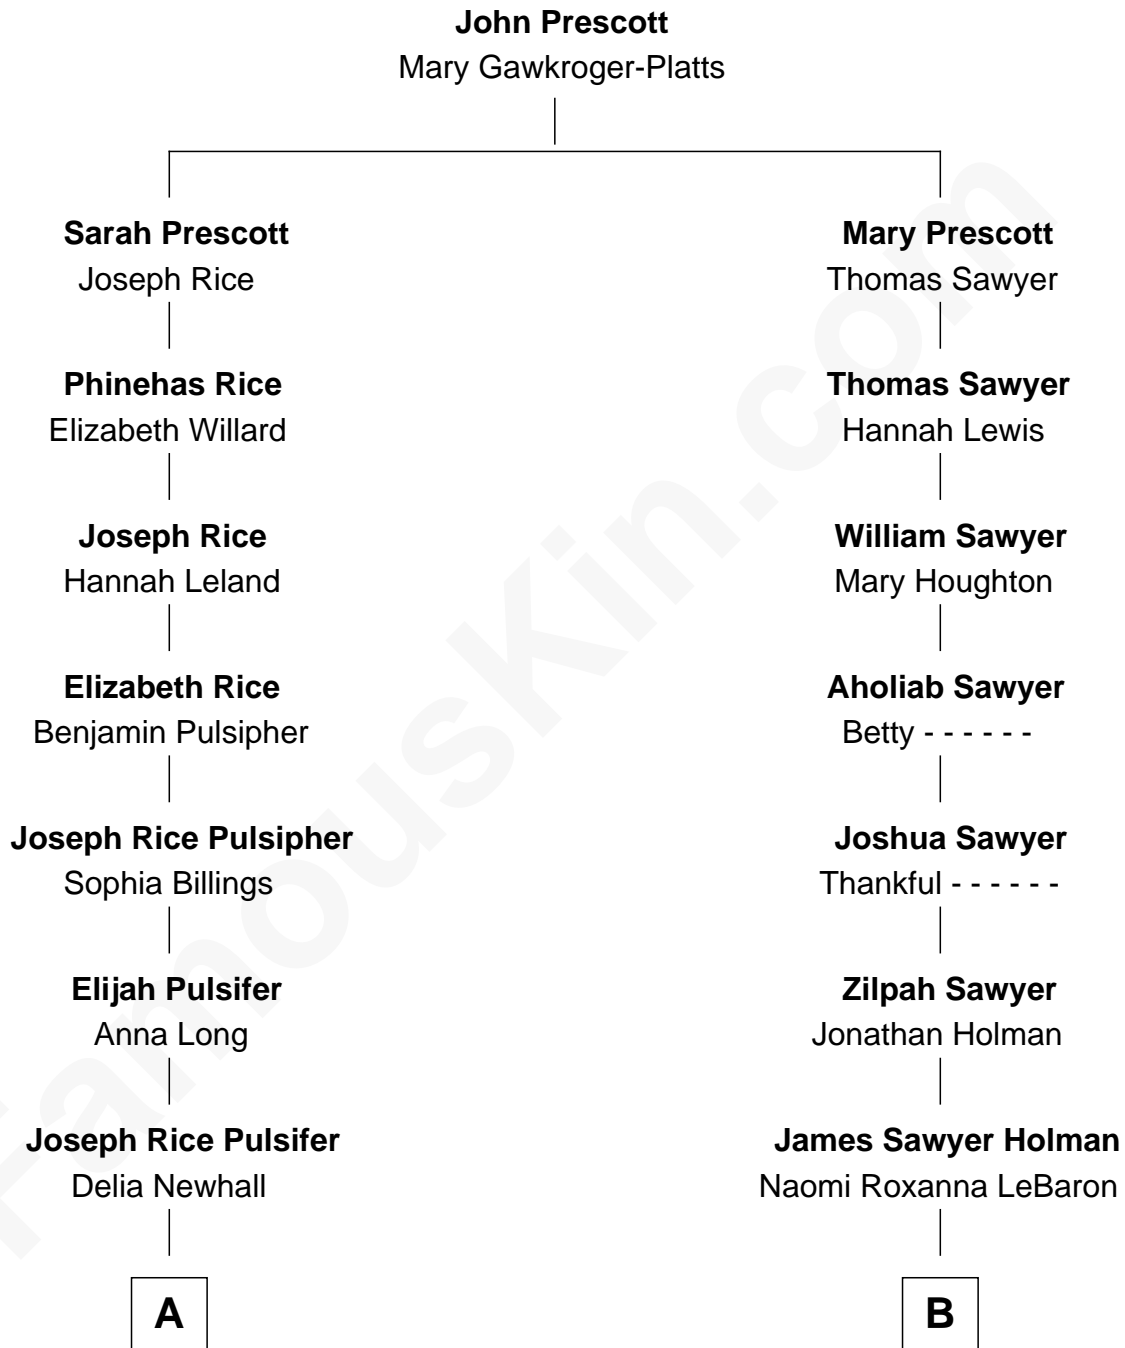 John Prescott
Mary Gawkroger-Platts
Sarah Prescott
Joseph Rice
Mary Prescott
Thomas Sawyer
Phinehas Rice
Elizabeth Willard
Thomas Sawyer
Hannah Lewis
Joseph Rice
Hannah Leland
William Sawyer
Mary Houghton
Elizabeth Rice
Benjamin Pulsipher
Aholiab Sawyer
Betty - - - - - -
Joseph Rice Pulsipher
Sophia Billings
Joshua Sawyer
Thankful - - - - - -
Elijah Pulsifer
Anna Long
Zilpah Sawyer
Jonathan Holman
Joseph Rice Pulsifer
Delia Newhall
James Sawyer Holman
Naomi Roxanna LeBaron
A
B
FamousKin.com